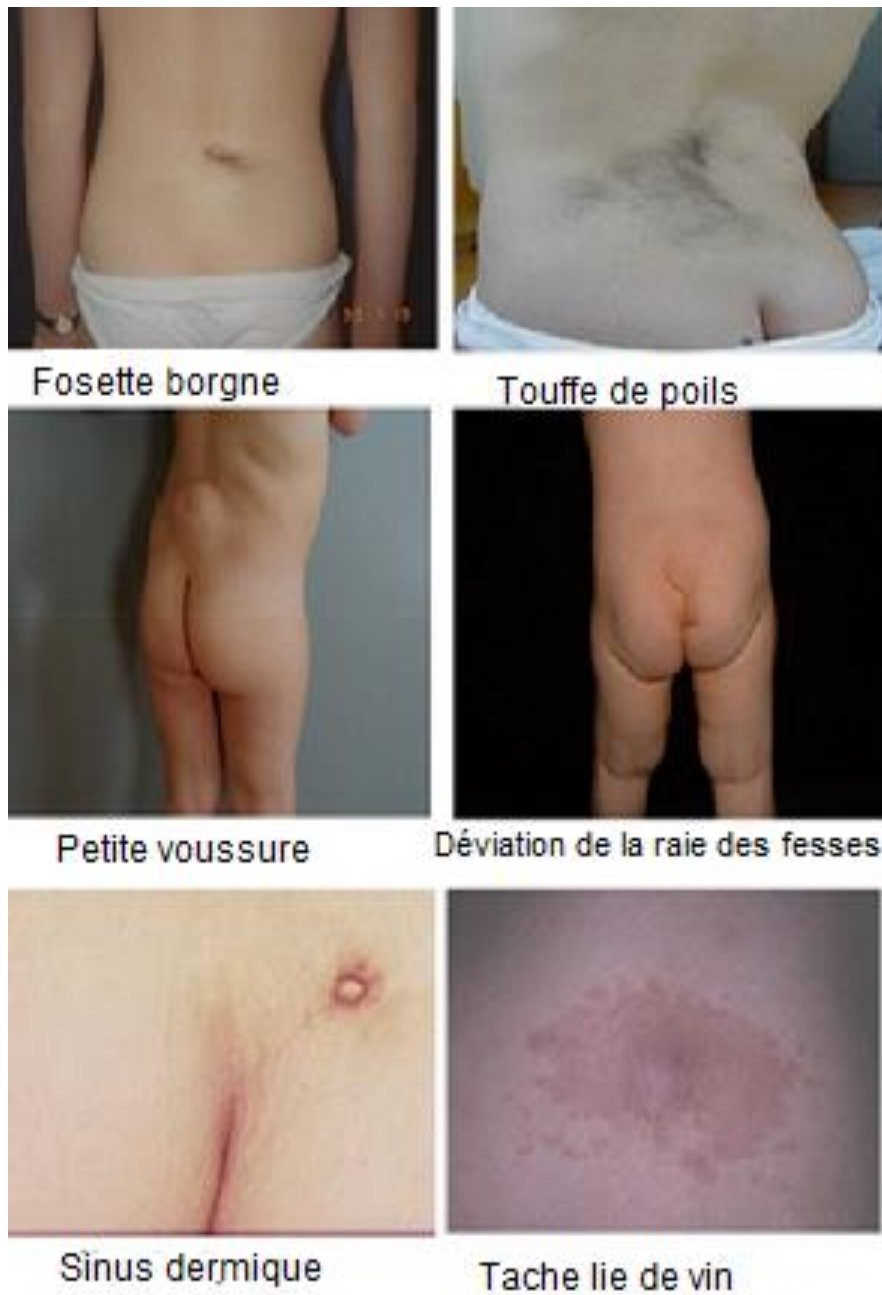 Fosette borgne
Touffe de poils
Petite voussure
Déviation de la raie des fesses
Sinus dermique
Tache lie de vin